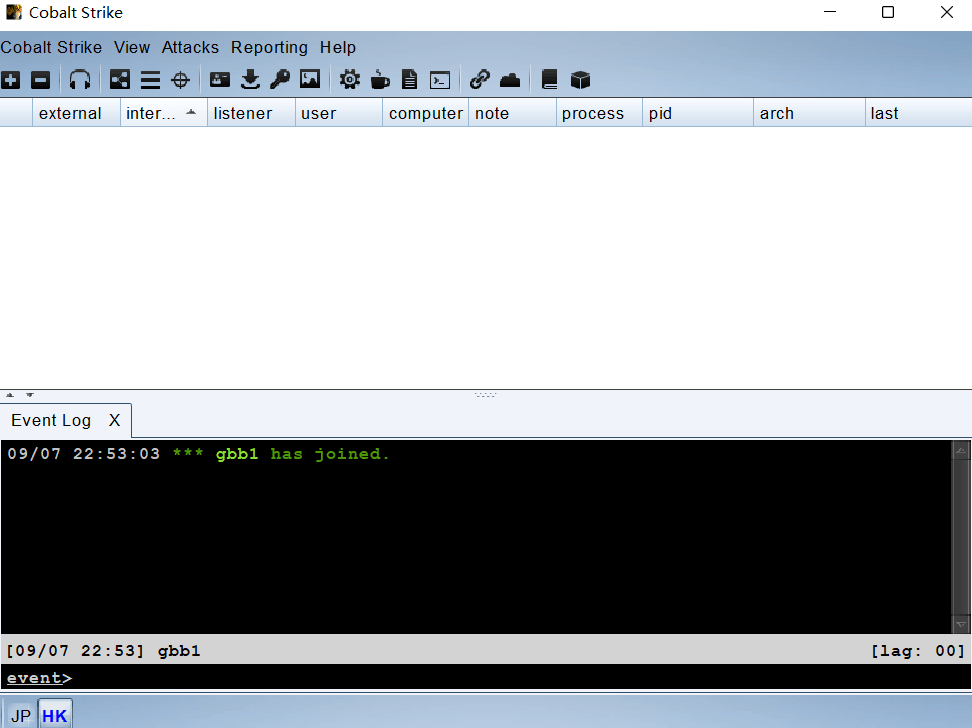 Cobalt Strike
Cobalt Strike View Attacks Reporting Help
external inter... listener user computer note process pid arch last
Event Log X
09/07 22:53:03 *** gbb1 has joined.
[09/07 22:53] gbb1 [lag: 00]
event>
JP HK